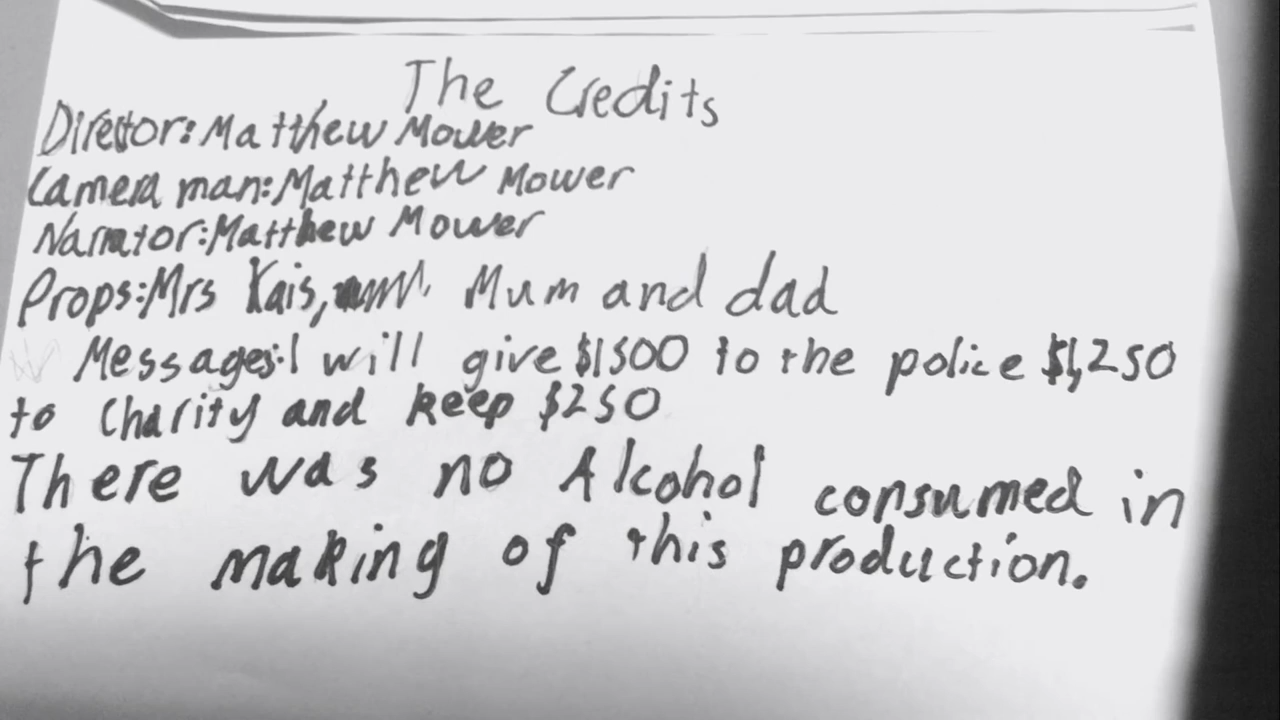 The Credits
Director: Matthew Mower
Camera man: Matthew Mower
Narrator: Matthew Mower
Props: Mrs Kais, Mum and dad
Messages: I will give $1500 to the police $1,250
to Charity and keep $250
There was no Alcohol consumed in
the making of this production.